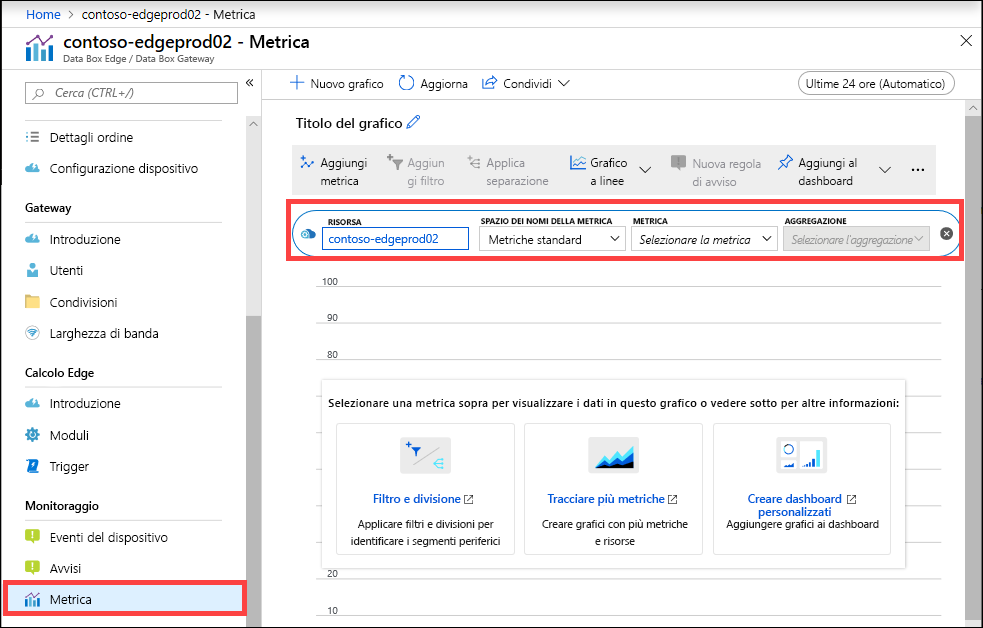 Home > contoso-edgeprod02 - Metrica
contoso-edgeprod02 - Metrica
Data Box Edge / Data Box Gateway
Cerca (CTRL+/)
Dettagli ordine
Configurazione dispositivo
Gateway
Introduzione
Utenti
Condivisioni
Larghezza di banda
Calcolo Edge
Introduzione
Moduli
Trigger
Monitoraggio
Eventi del dispositivo
Avvisi
Metrica
Nuovo grafico
Aggiorna
Condividi
Ultime 24 ore (Automatico)
Titolo del grafico
Aggiungi
metrica
Aggiun
gi filtro
Applica
separazione
Grafico
a linee
Nuova regola
di avviso
Aggiungi al
dashboard
RISORSA
contoso-edgeprod02
SPAZIO DEI NOMI DELLA METRICA
Metriche standard
METRICA
Selezionare la metrica
AGGREGAZIONE
Selezionare l'aggregazione
100
90
80
Selezionare una metrica sopra per visualizzare i dati in questo grafico o vedere sotto per altre informazioni:
Filtro e divisione
Applicare filtri e divisioni per
identificare i segmenti periferici
Tracciare più metriche
Creare grafici con più metriche
e risorse
Creare dashboard
personalizzati
Aggiungere grafici ai dashboard
20
10